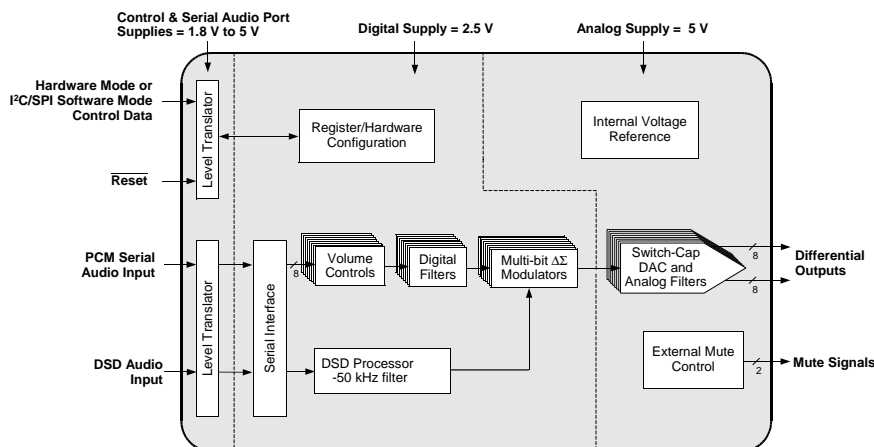 Control & Serial Audio Port
Supplies = 1.8 V to 5 V
Digital Supply = 2.5 V
Analog Supply = 5 V
Hardware Mode or
I²C/SPI Software Mode
Control Data
Reset
Level Translator
Register/Hardware
Configuration
Internal Voltage
Reference
PCM Serial
Audio Input
DSD Audio
Input
Level Translator
Serial Interface
8
Volume
Controls
Digital
Filters
Multi-bit ΔΣ
Modulators
Switch-Cap
DAC and
Analog Filters
8
8
Differential
Outputs
DSD Processor
-50 kHz filter
External Mute
Control
2
Mute Signals